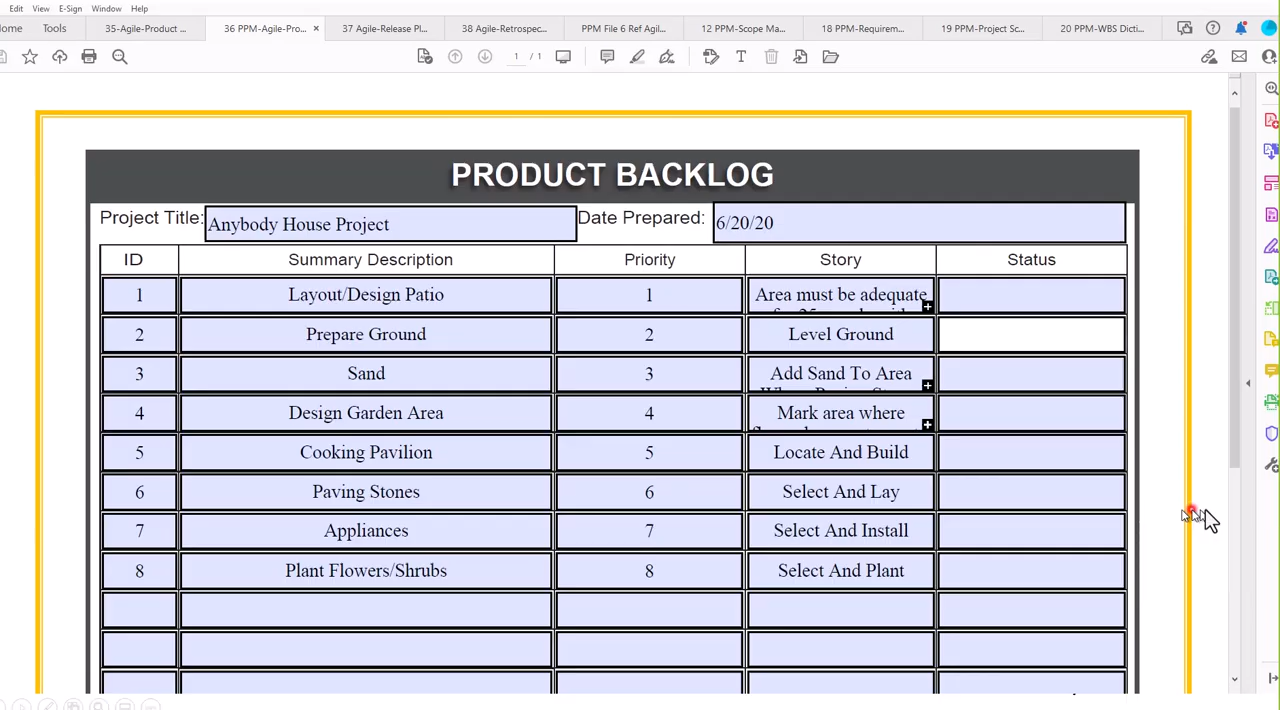 Edit View E-Sign Window Help
ome Tools 35-Agile-Product ... 36 PPM-Agile-Pro... × 37 Agile-Release Pl... 38 Agile-Retrospec... PPM File 6 Ref Agil... 12 PPM-Scope Ma... 18 PPM-Requirem... 19 PPM-Project Sc... 20 PPM-WBS Dicti...
1 / 1
PRODUCT BACKLOG
Project Title: Anybody House Project Date Prepared: 6/20/20
ID Summary Description Priority Story Status
1 Layout/Design Patio 1 Area must be adequate
2 Prepare Ground 2 Level Ground
3 Sand 3 Add Sand To Area
4 Design Garden Area 4 Mark area where
5 Cooking Pavilion 5 Locate And Build
6 Paving Stones 6 Select And Lay
7 Appliances 7 Select And Install
8 Plant Flowers/Shrubs 8 Select And Plant